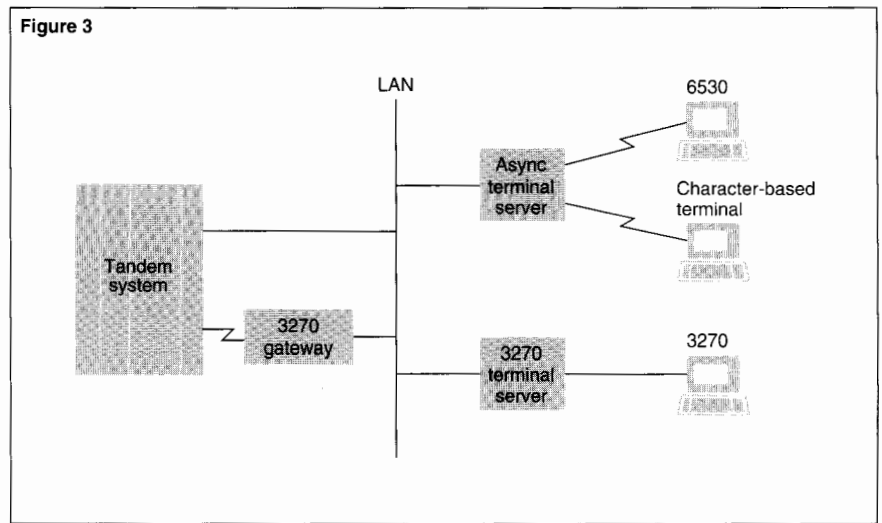 Figure 3
LAN
6530
Async
terminal
server
Character-based
terminal
Tandem
system
3270
gateway
3270
terminal
server
3270